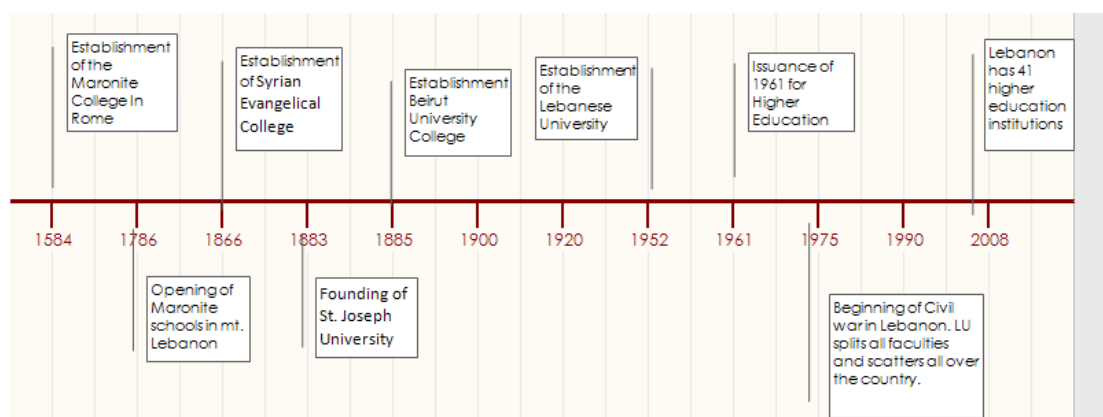 Establishment
of the
Maronite
College In
Rome
Establishment
of Syrian
Evangelical
College
Establishment
Beirut
University
College
Establishment
of the
Lebanese
University
Issuance of
1961 for
Higher
Education
Lebanon
has 41
higher
education
institutions
1584 1786 1866 1883 1885 1900 1920 1952 1961 1975 1990 2008
Opening of
Maronite
schools in mt.
Lebanon
Founding of
St. Joseph
University
Beginning of Civil
war in Lebanon. LU
splits all faculties
and scatters all over
the country.